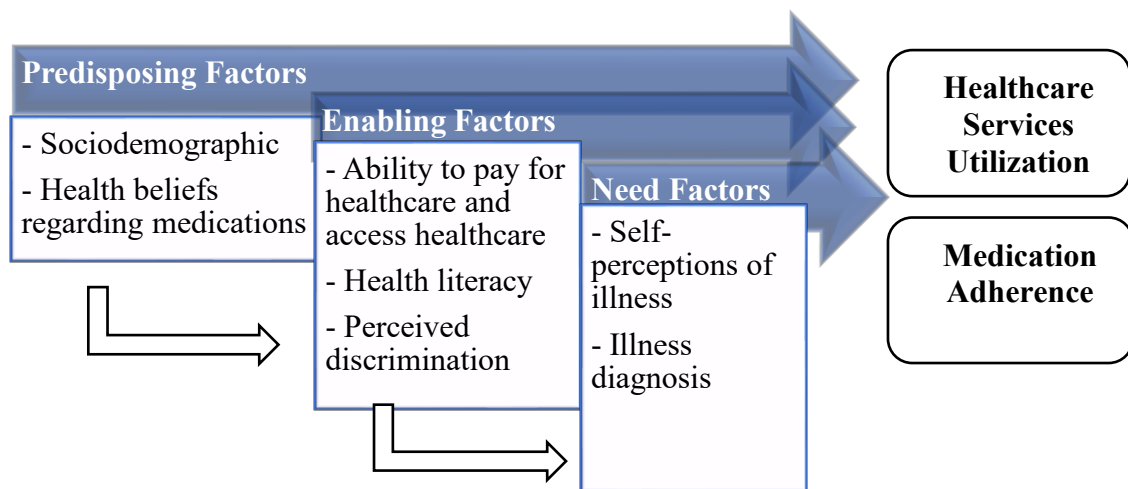 Predisposing Factors
- Sociodemographic
- Health beliefs
regarding medications
Enabling Factors
- Ability to pay for
healthcare and
access healthcare
- Health literacy
- Perceived
discrimination
Need Factors
- Self-
perceptions of
illness
- Illness
diagnosis
Healthcare
Services
Utilization
Medication
Adherence